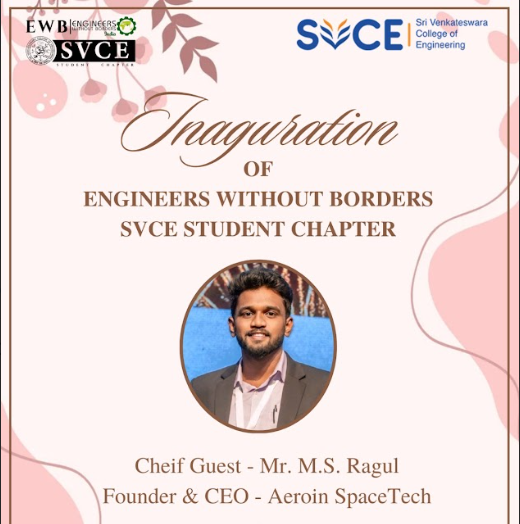 EWB ENGINEERS
WITHOUT BORDERS
India
SVCE
STUDENT CHAPTER
SVCE Sri Venkateswara
College of
Engineering
Inaguration
OF
ENGINEERS WITHOUT BORDERS
SVCE STUDENT CHAPTER
Cheif Guest - Mr. M.S. Ragul
Founder & CEO - Aeroin SpaceTech